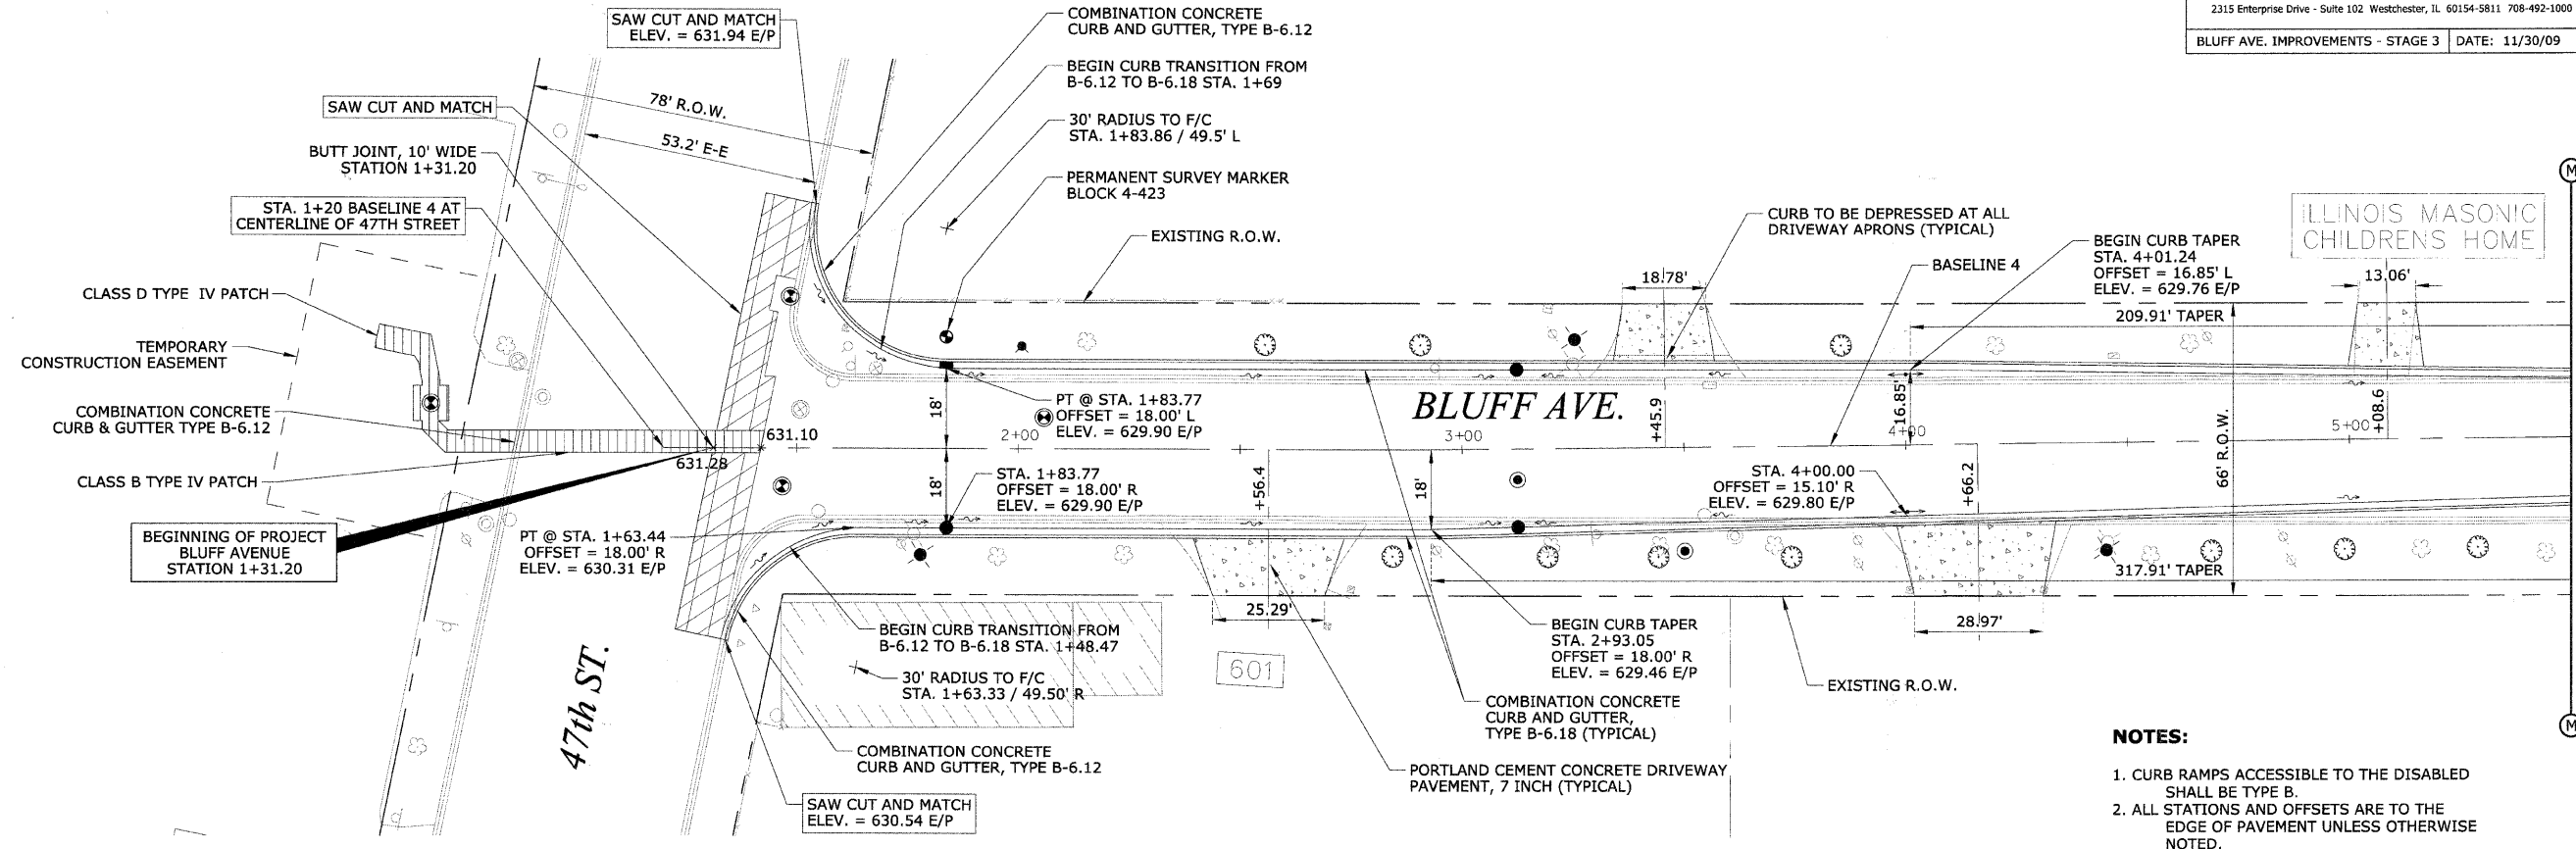 2315 Enterprise Drive - Suite 102 Westchester, IL 60154-5811 708-492-1000
BLUFF AVE. IMPROVEMENTS - STAGE 3
DATE: 11/30/09
SAW CUT AND MATCH
ELEV. = 631.94 E/P
COMBINATION CONCRETE
CURB AND GUTTER, TYPE B-6.12
BEGIN CURB TRANSITION FROM
B-6.12 TO B-6.18 STA. 1+69
30' RADIUS TO F/C
STA. 1+83.86 / 49.5' L
PERMANENT SURVEY MARKER
BLOCK 4-423
EXISTING R.O.W.
78' R.O.W.
53.2' E-E
SAW CUT AND MATCH
BUTT JOINT, 10' WIDE
STATION 1+31.20
STA. 1+20 BASELINE 4 AT
CENTERLINE OF 47TH STREET
CLASS D TYPE IV PATCH
TEMPORARY
CONSTRUCTION EASEMENT
COMBINATION CONCRETE
CURB & GUTTER TYPE B-6.12
CLASS B TYPE IV PATCH
BEGINNING OF PROJECT
BLUFF AVENUE
STATION 1+31.20
631.10
631.28
18'
18'
PT @ STA. 1+83.77
OFFSET = 18.00' L
ELEV. = 629.90 E/P
2+00
3+00
4+00
5+00
STA. 1+83.77
OFFSET = 18.00' R
ELEV. = 629.90 E/P
PT @ STA. 1+63.44
OFFSET = 18.00' R
ELEV. = 630.31 E/P
BLUFF AVE.
CURB TO BE DEPRESSED AT ALL
DRIVEWAY APRONS (TYPICAL)
BASELINE 4
BEGIN CURB TAPER
STA. 4+01.24
OFFSET = 16.85' L
ELEV. = 629.76 E/P
ILLINOIS MASONIC
CHILDRENS HOME
18.78'
13.06'
209.91' TAPER
+45.9
16.85'
+08.6
66' R.O.W.
+56.4
18'
STA. 4+00.00
OFFSET = 15.10' R
ELEV. = 629.80 E/P
+66.2
317.91' TAPER
25.29'
28.97'
BEGIN CURB TRANSITION FROM
B-6.12 TO B-6.18 STA. 1+48.47
30' RADIUS TO F/C
STA. 1+63.33 / 49.50' R
601
BEGIN CURB TAPER
STA. 2+93.05
OFFSET = 18.00' R
ELEV. = 629.46 E/P
EXISTING R.O.W.
COMBINATION CONCRETE
CURB AND GUTTER,
TYPE B-6.18 (TYPICAL)
47th ST.
COMBINATION CONCRETE
CURB AND GUTTER, TYPE B-6.12
PORTLAND CEMENT CONCRETE DRIVEWAY
PAVEMENT, 7 INCH (TYPICAL)
SAW CUT AND MATCH
ELEV. = 630.54 E/P
M
M
NOTES:
1. CURB RAMPS ACCESSIBLE TO THE DISABLED
SHALL BE TYPE B.
2. ALL STATIONS AND OFFSETS ARE TO THE
EDGE OF PAVEMENT UNLESS OTHERWISE
NOTED.